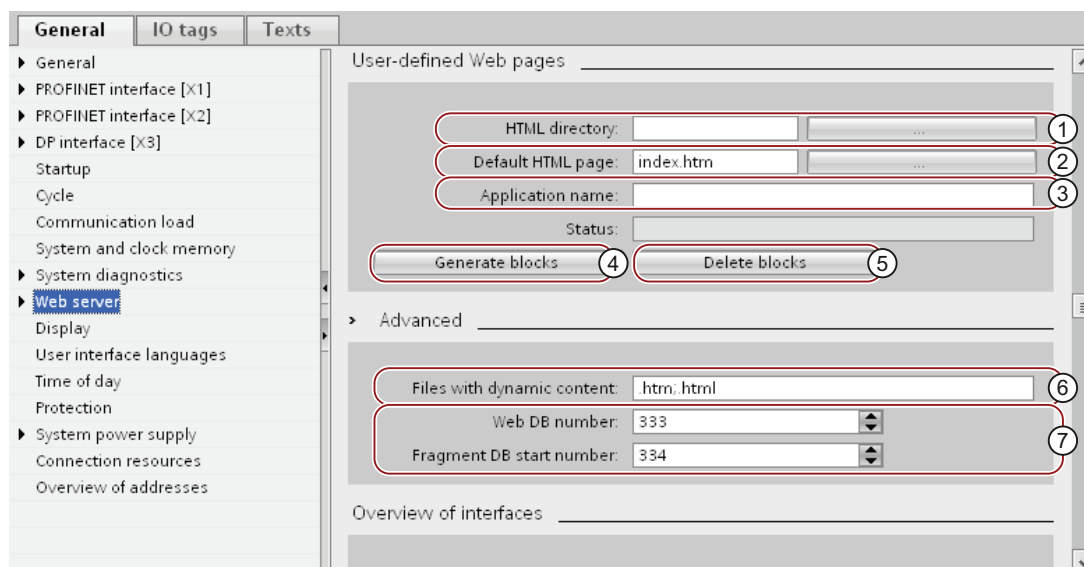 General IO tags Texts
General
PROFINET interface [X1]
PROFINET interface [X2]
DP interface [X3]
Startup
Cycle
Communication load
System and clock memory
System diagnostics
Web server
Display
User interface languages
Time of day
Protection
System power supply
Connection resources
Overview of addresses
User-defined Web pages
HTML directory: ... 1
Default HTML page: index.htm ... 2
Application name: 3
Status:
Generate blocks 4 Delete blocks 5
Advanced
Files with dynamic content: .htm;.html 6
Web DB number: 333
7
Fragment DB start number: 334
Overview of interfaces